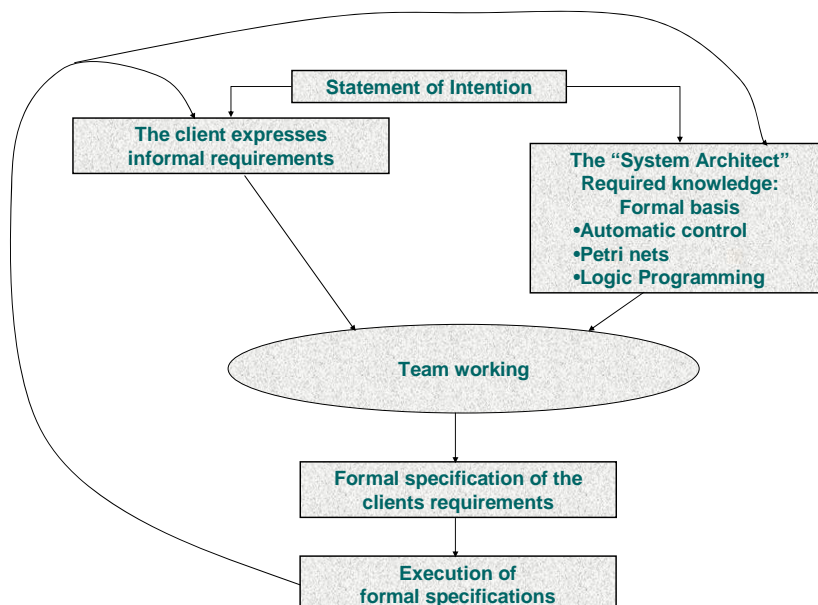 Statement of Intention
The client expresses
informal requirements
The “System Architect”
Required knowledge:
Formal basis
•Automatic control
•Petri nets
•Logic Programming
Team working
Formal specification of the
clients requirements
Execution of
formal specifications